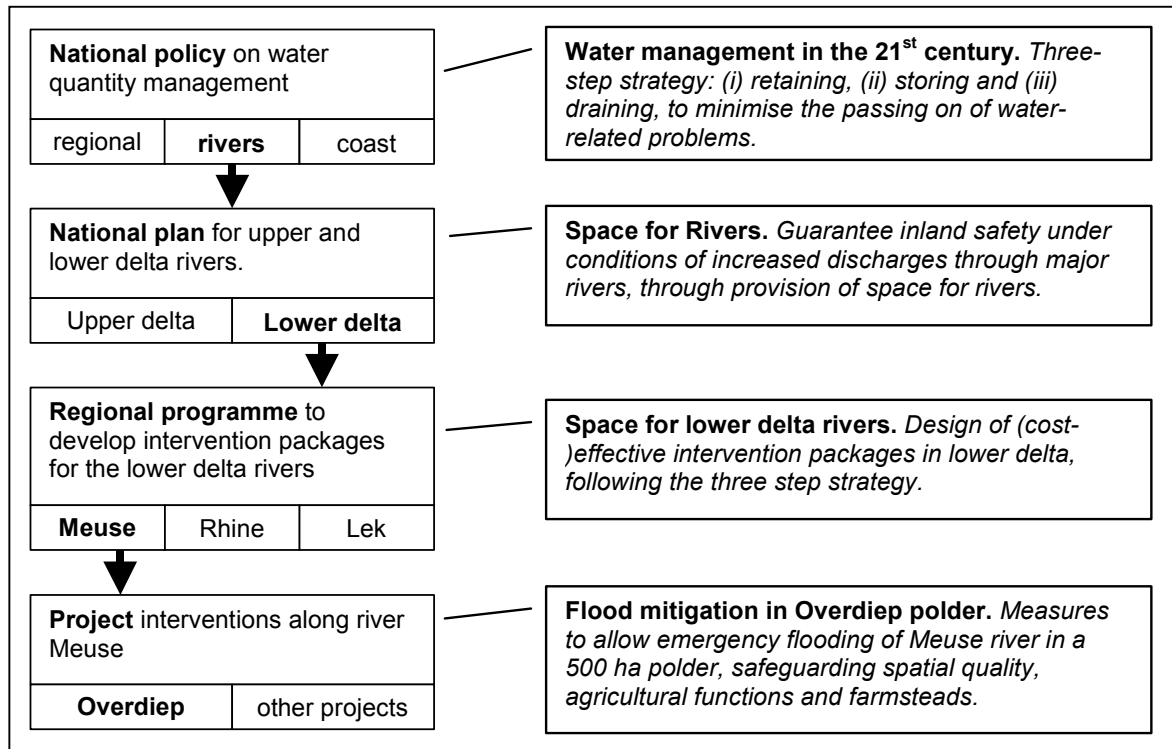 National policy on water
quantity management
regional
rivers
coast
Water management in the 21st century. Three-
step strategy: (i) retaining, (ii) storing and (iii)
draining, to minimise the passing on of water-
related problems.
National plan for upper and
lower delta rivers.
Upper delta
Lower delta
Space for Rivers. Guarantee inland safety under
conditions of increased discharges through major
rivers, through provision of space for rivers.
Regional programme to
develop intervention packages
for the lower delta rivers
Meuse
Rhine
Lek
Space for lower delta rivers. Design of (cost-
)effective intervention packages in lower delta,
following the three step strategy.
Project interventions along river
Meuse
Overdiep
other projects
Flood mitigation in Overdiep polder. Measures
to allow emergency flooding of Meuse river in a
500 ha polder, safeguarding spatial quality,
agricultural functions and farmsteads.